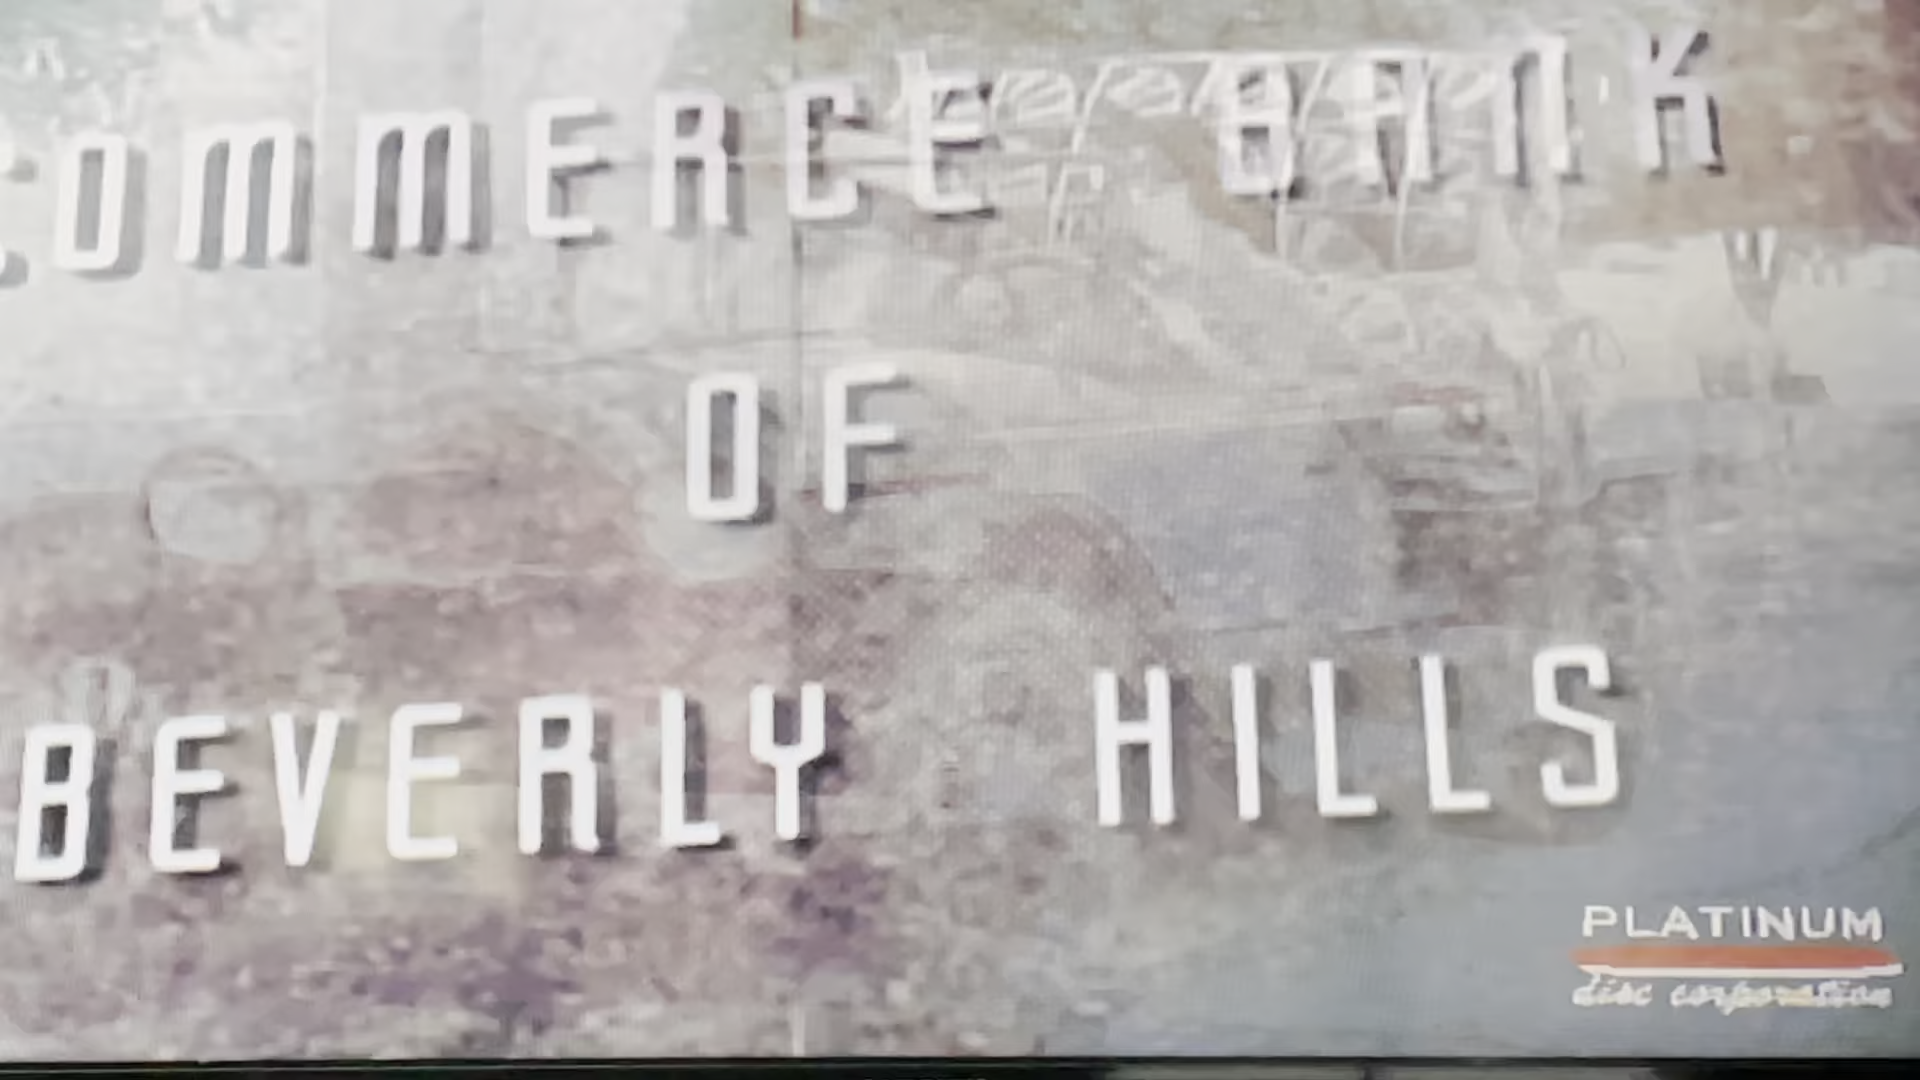 COMMERCE BANK
OF
BEVERLY HILLS
PLATINUM
disc corporation